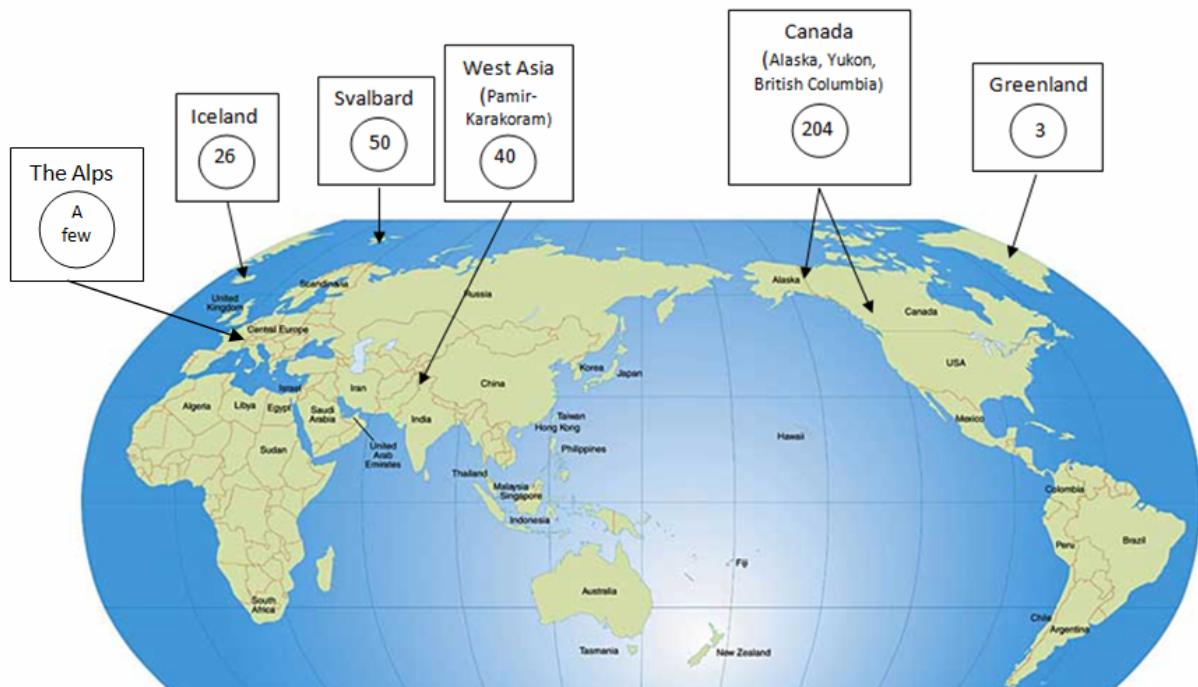 Canada
(Alaska, Yukon,
British Columbia)
204
West Asia
(Pamir-
Karakoram)
40
Svalbard
50
Greenland
3
Iceland
26
The Alps
A
few
Scandinavia
United
Kingdom
Russia
Alaska
Canada
Central Europe
USA
Korea
Japan
China
Israel
Iran
Algeria
Libya
Egypt
Saudi
Arabia
India
Taiwan
Hong Kong
Mexico
Hawaii
Sudan
United
Arab
Emirates
Philippines
Thailand
Malaysia
Singapore
Indonesia
Colombia
Peru
Brazil
Fiji
Australia
South
Africa
Chile
Argentina
Tasmania
New Zealand